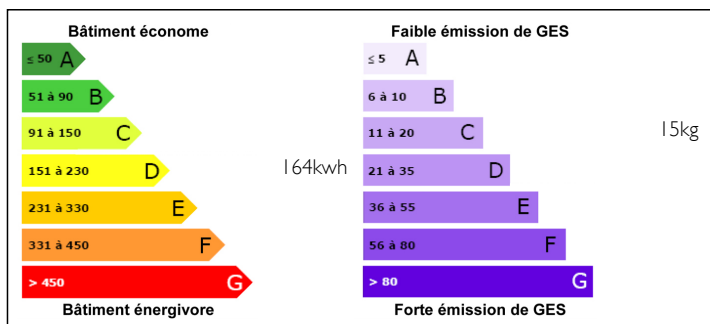 Bâtiment économe
≤ 50 A
51 à 90 B
91 à 150 C
151 à 230 D
164kwh
231 à 330 E
331 à 450 F
> 450 G
Bâtiment énergivore
Faible émission de GES
≤ 5 A
6 à 10 B
11 à 20 C
15kg
21 à 35 D
36 à 55 E
56 à 80 F
> 80 G
Forte émission de GES